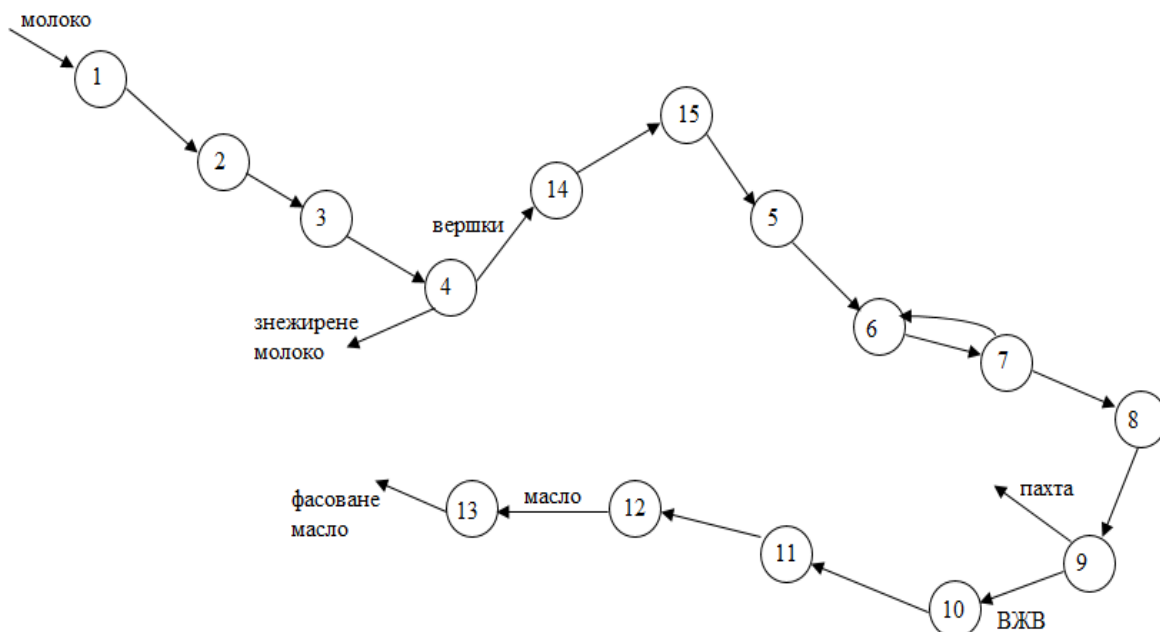 молоко
1
2
3
4
вершки
14
15
5
6
7
8
знежирене
молоко
9
пахта
10
ВЖВ
11
12
масло
13
фасоване
масло